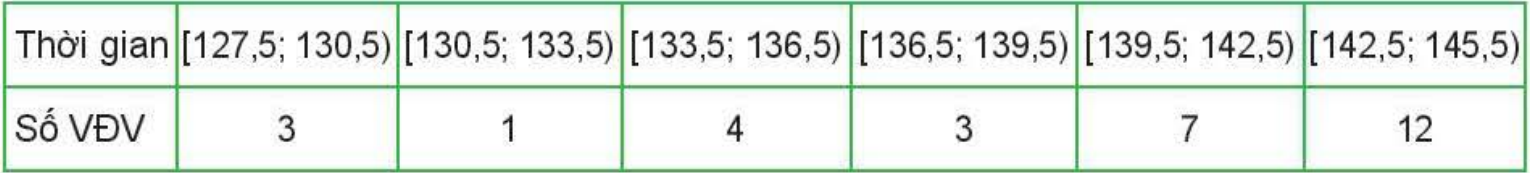 Thời gian [127,5; 130,5) [130,5; 133,5) [133,5; 136,5) [136,5; 139,5) [139,5; 142,5) [142,5; 145,5)
Số VĐV 3 1 4 3 7 12